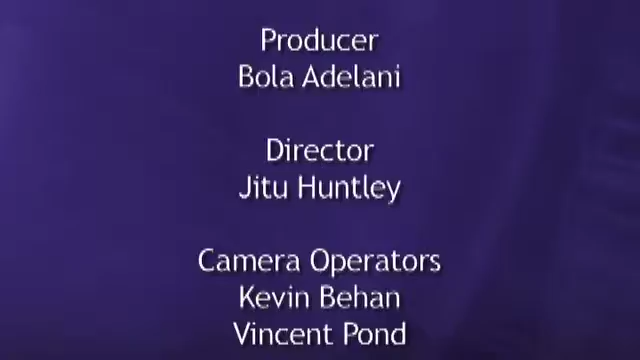 Producer
Bola Adelani
Director
Jitu Huntley
Camera Operators
Kevin Behan
Vincent Pond